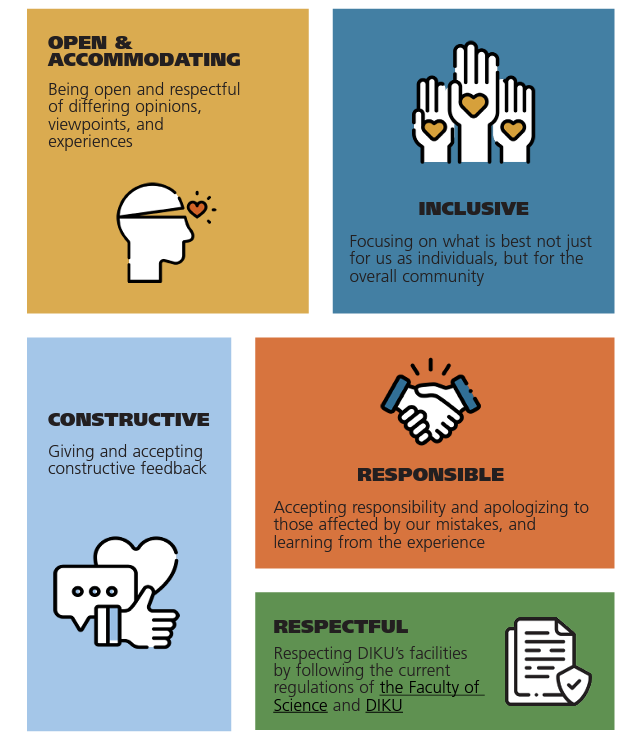 OPEN &
ACCOMMODATING
Being open and respectful
of differing opinions,
viewpoints, and
experiences
INCLUSIVE
Focusing on what is best not just
for us as individuals, but for the
overall community
CONSTRUCTIVE
Giving and accepting
constructive feedback
RESPONSIBLE
Accepting responsibility and apologizing to
those affected by our mistakes, and
learning from the experience
RESPECTFUL
Respecting DIKU’s facilities
by following the current
regulations of the Faculty of
Science and DIKU